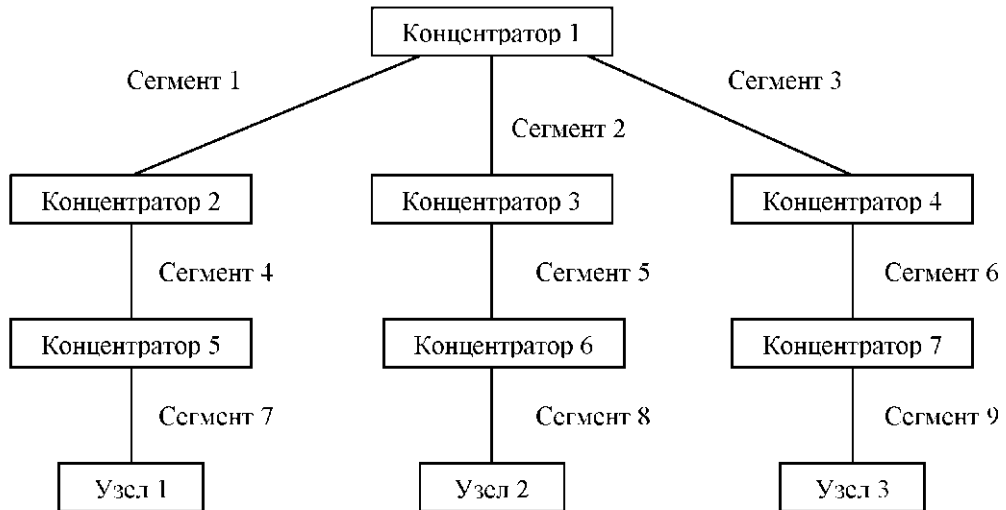 Концентратор 1
Сегмент 1
Сегмент 3
Сегмент 2
Концентратор 2
Концентратор 3
Концентратор 4
Сегмент 4
Сегмент 5
Сегмент 6
Концентратор 5
Концентратор 6
Концентратор 7
Сегмент 7
Сегмент 8
Сегмент 9
Узел 1
Узел 2
Узел 3